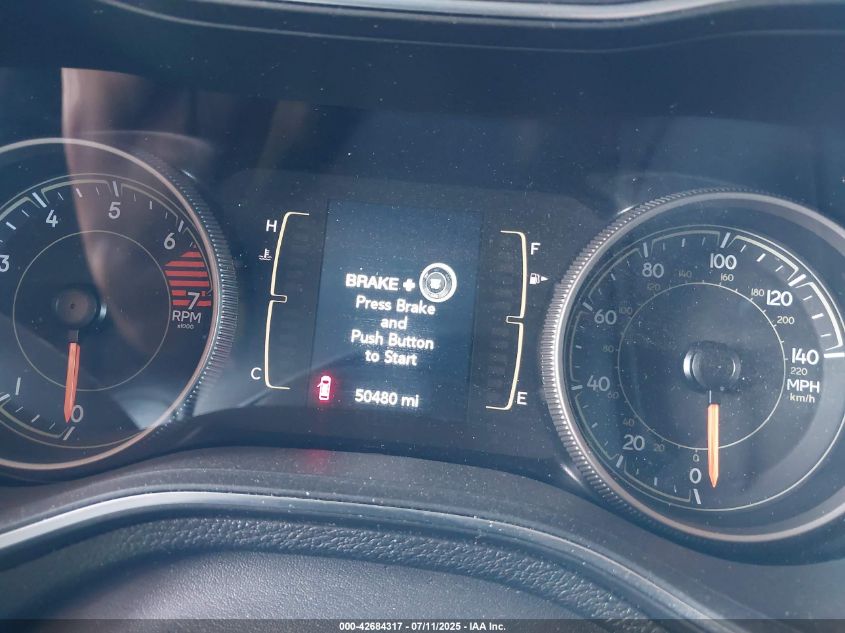 3
4
5
6
7
RPM
x1000
1
0
H
C
BRAKE +
Press Brake
and
Push Button
to Start
50480 mi
F
E
0
20
40
60
80
100
120
140
220
MPH
km/h
0
20
40
60
80
100
120
140
160
180
200
000-42684317 - 07/11/2025 - IAA Inc.